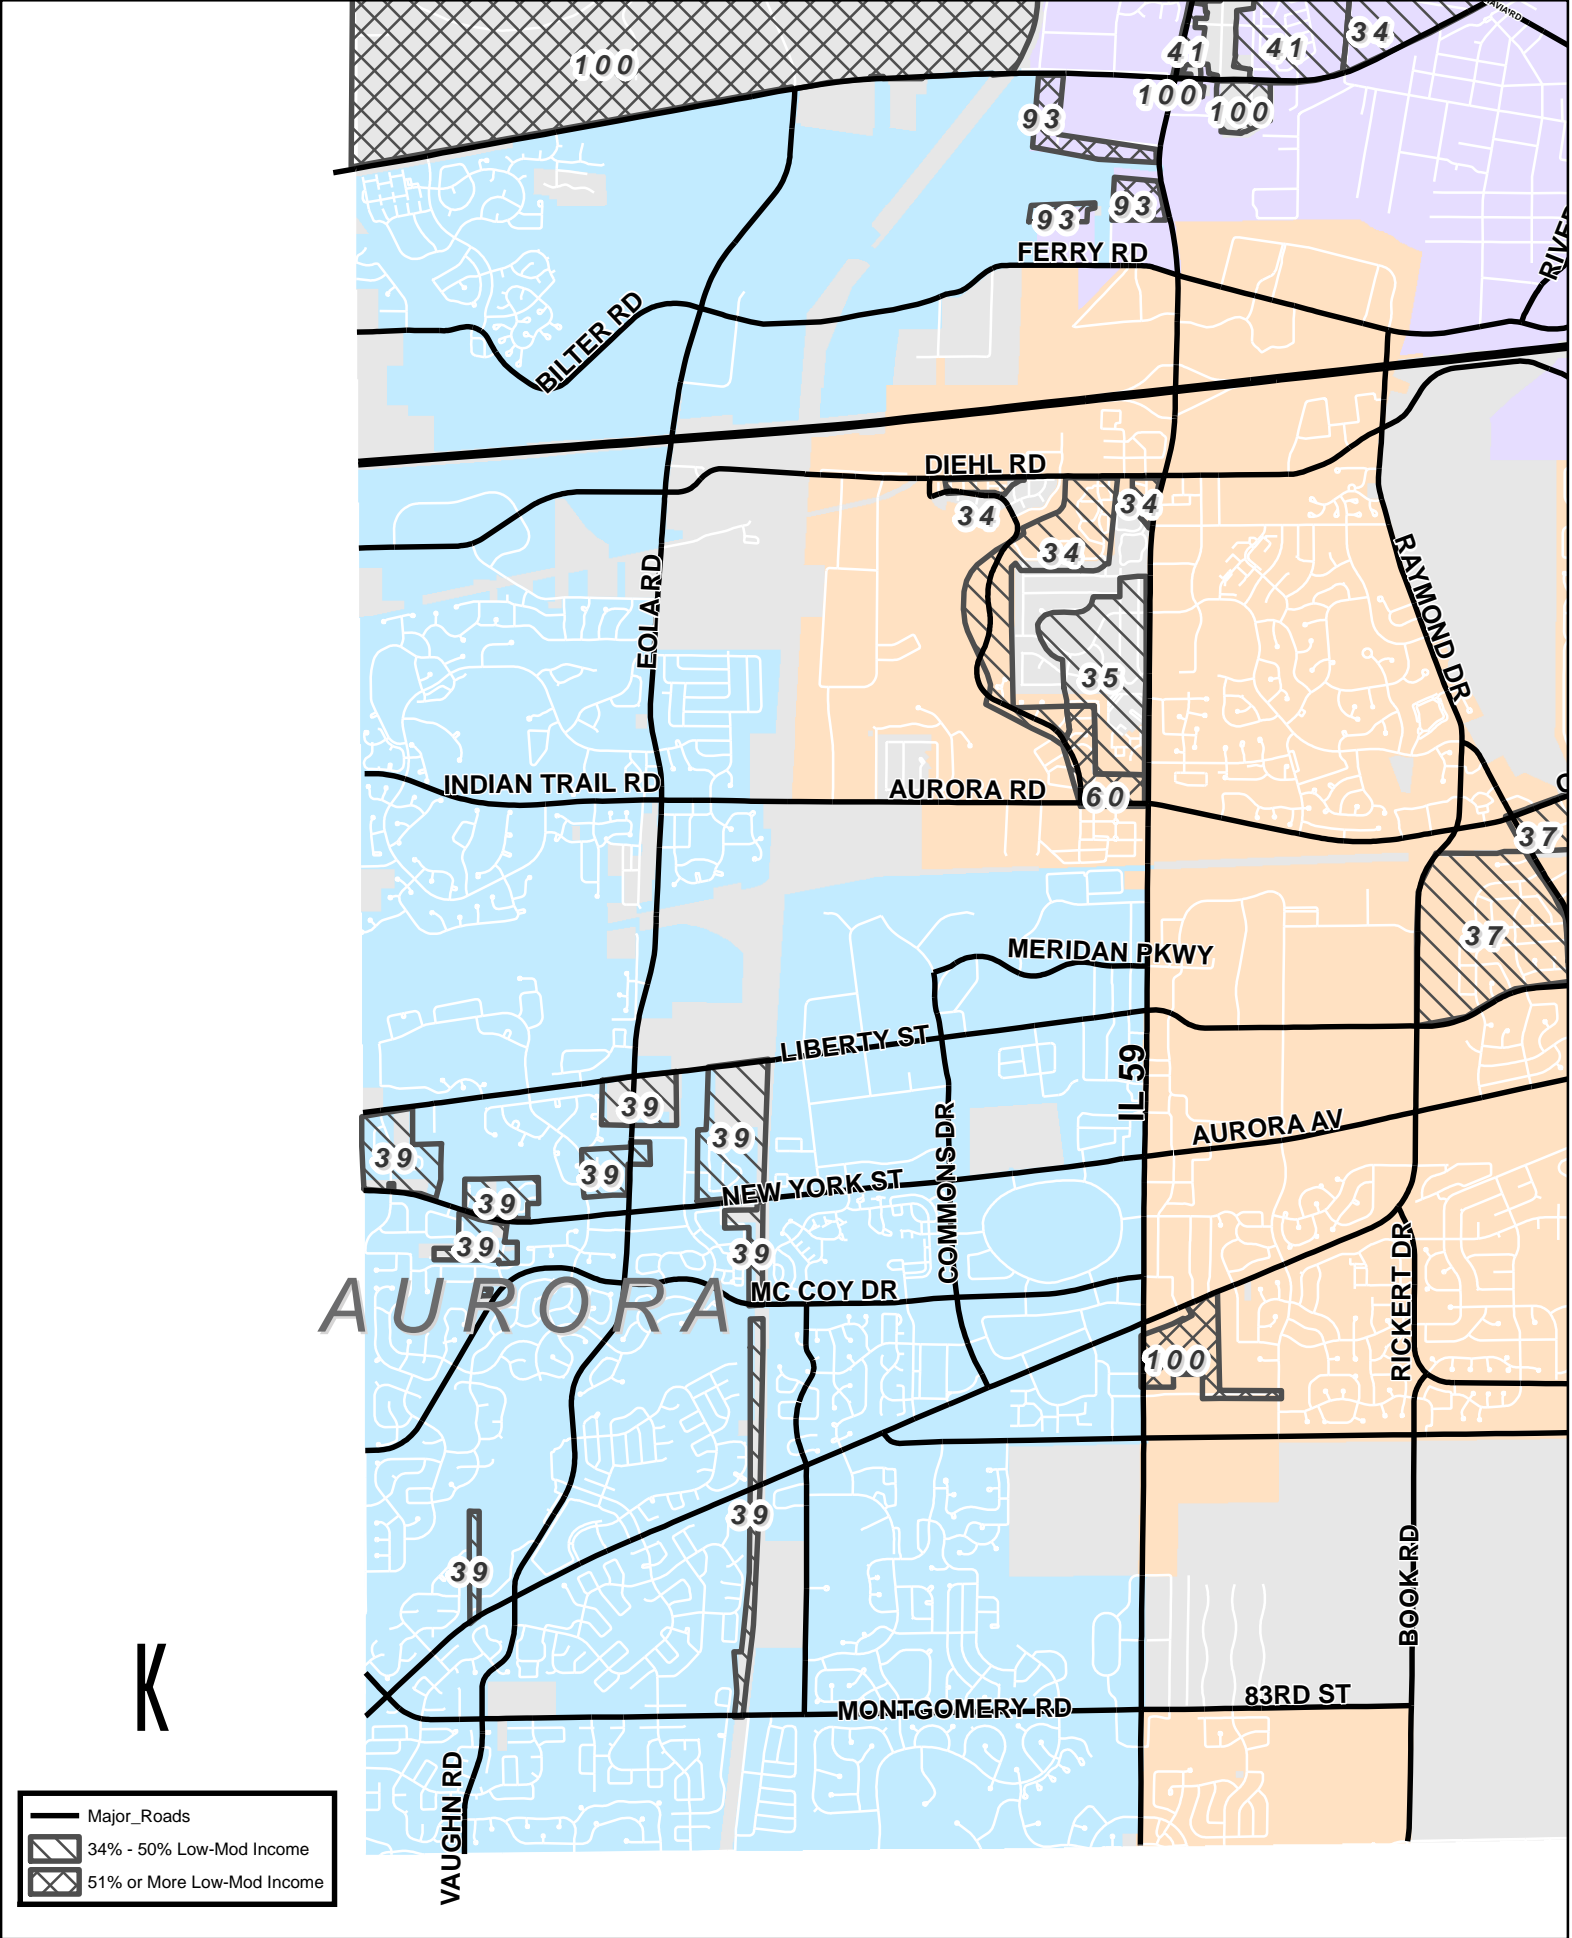 AVIA RD
100
41
41
34
100
100
93
93
93
FERRY RD
RIVER
BILTER RD
DIEHL RD
34
34
34
EOLA RD
RAYMOND DR
35
INDIAN TRAIL RD
AURORA RD
60
37
37
MERIDAN PKWY
LIBERTY ST
IL 59
39
39
39
39
39
39
39
AURORA AV
NEW YORK ST
COMMONS DR
RICKERT DR
AURORA
MC COY DR
100
39
39
BOOK RD
K
MONTGOMERY RD
83RD ST
VAUGHN RD
Major_Roads
34% - 50% Low-Mod Income
51% or More Low-Mod Income